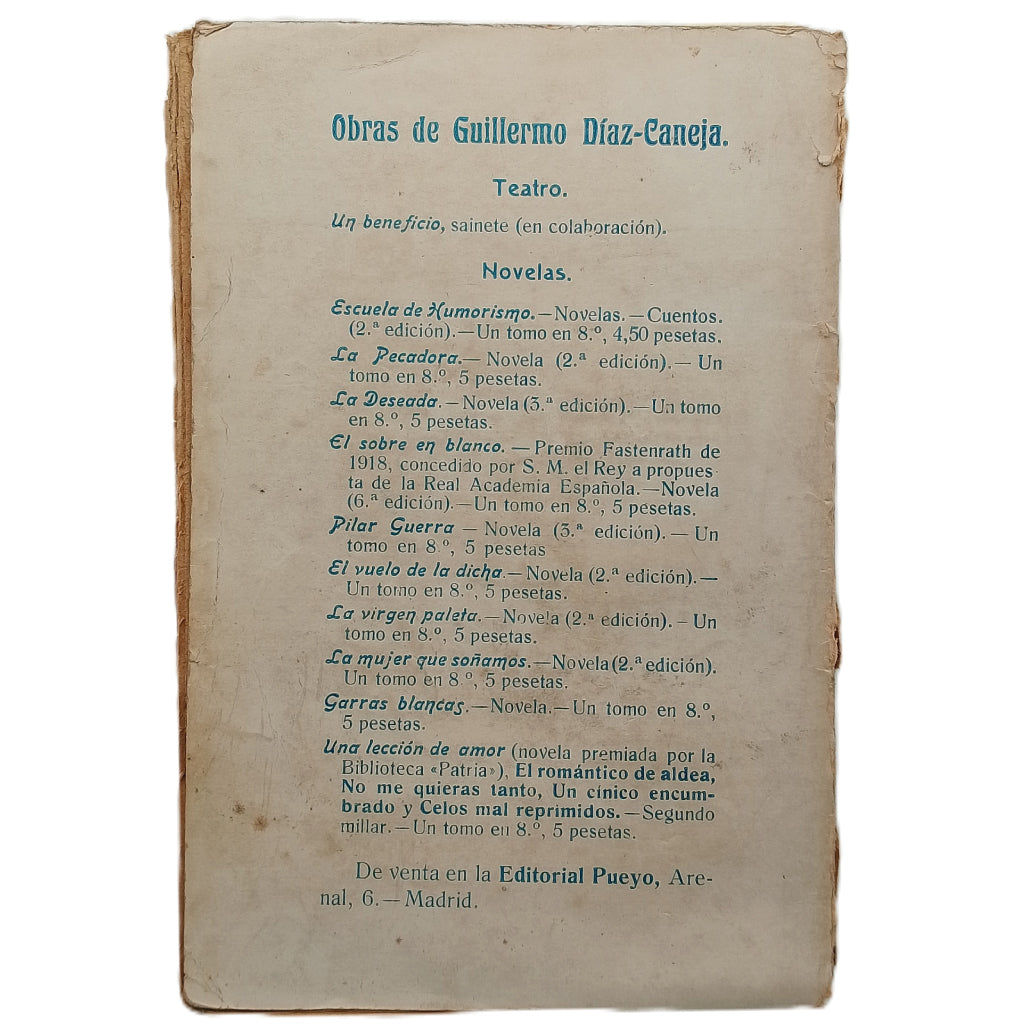 Obras de Guillermo Díaz-Caneja.
Teatro.
Un beneficio, sainete (en colaboración).
Novelas.
Escuela de Humorismo.—Novelas.—Cuentos.
(2.ª edición).—Un tomo en 8.º, 4,50 pesetas.
La Pecadora.—Novela (2.ª edición).—Un
tomo en 8.º, 5 pesetas.
La Deseada.—Novela (3.ª edición).—Un tomo
en 8.º, 5 pesetas.
El sobre en blanco.—Premio Fastenrath de
1918, concedido por S. M. el Rey a propues-
ta de la Real Academia Española.—Novela
(6.ª edición).—Un tomo en 8.º, 5 pesetas.
Pilar Guerra — Novela (3.ª edición).—Un
tomo en 8.º, 5 pesetas
El vuelo de la dicha.—Novela (2.ª edición).—
Un tomo en 8.º, 5 pesetas.
La virgen paleta.—Novela (2.ª edición).—Un
tomo en 8.º, 5 pesetas.
La mujer que soñamos.—Novela (2.ª edición).
Un tomo en 8.º, 5 pesetas.
Garras blancas.—Novela.—Un tomo en 8.º,
5 pesetas.
Una lección de amor (novela premiada por la
Biblioteca «Patria»), El romántico de aldea,
No me quieras tanto, Un cínico encum-
brado y Celos mal reprimidos.—Segundo
millar.—Un tomo en 8.º, 5 pesetas.
De venta en la Editorial Pueyo, Are-
nal, 6.—Madrid.